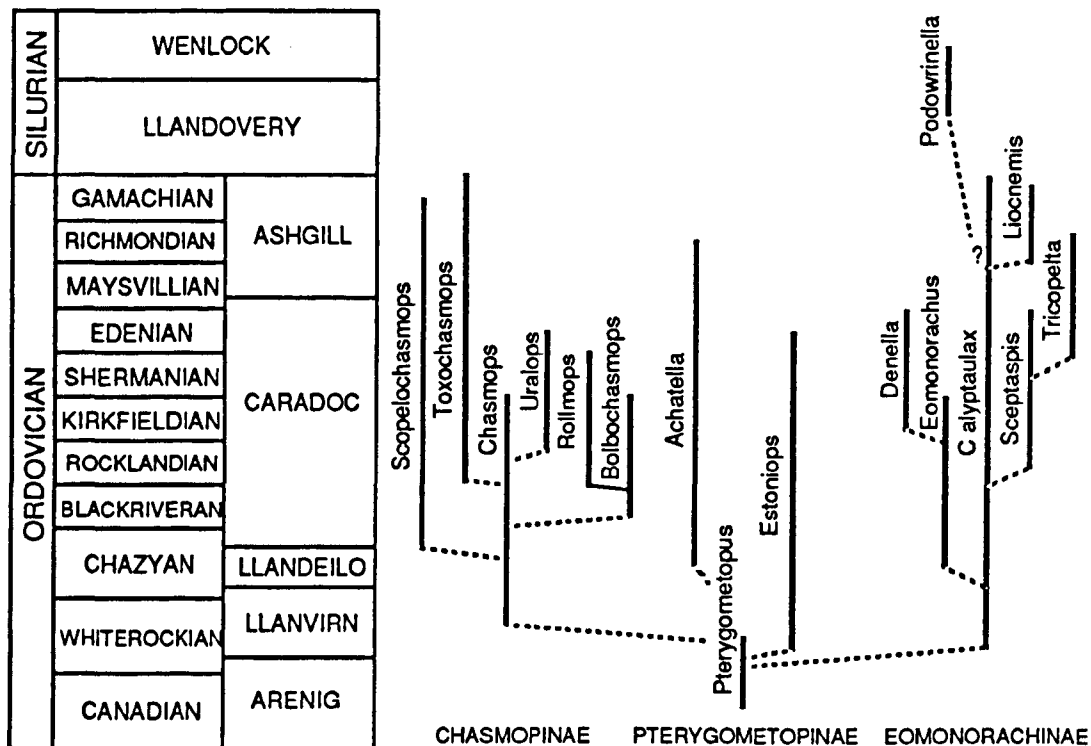 SILURIAN
WENLOCK
LLANDOVERY
ORDOVICIAN
GAMACHIAN
RICHMONDIAN
MAYSVILLIAN
EDENIAN
SHERMANIAN
KIRKFIELDIAN
ROCKLANDIAN
BLACKRIVERAN
CHAZYAN
WHITEROCKIAN
CANADIAN
ASHGILL
CARADOC
LLANDEILO
LLANVIRN
ARENIG
Scopelochasmops
Toxochasmops
Chasmops
Uralops
Rollmops
Bolbochasmops
Achatella
Pterygometopus
Estoniops
Denella
Eomonorachus
C alyptaulax
Podowrinella
?
Liocnemis
Sceptaspis
Tricopelta
CHASMOPINAE
PTERYGOMETOPINAE
EOMONORACHINAE